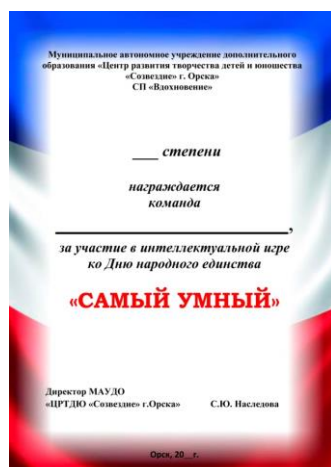 Муниципальное автономное учреждение дополнительного
образования «Центр развития творчества детей и юношества
«Созвездие» г. Орска»
СП «Вдохновение»
___ степени
награждается
команда
______________________________,
за участие в интеллектуальной игре
ко Дню народного единства
«САМЫЙ УМНЫЙ»
Директор МАУДО
«ЦРТДЮ «Созвездие» г.Орска» С.Ю. Наследова
Орск, 20__г.